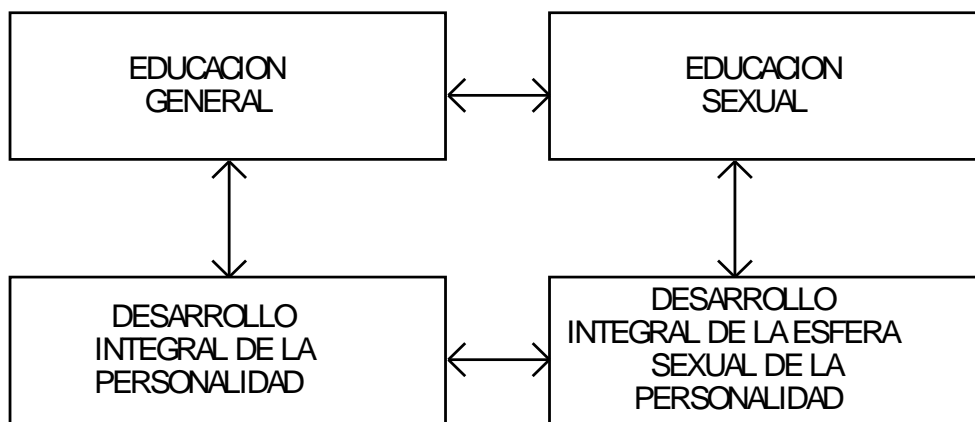 EDUCACION
GENERAL
EDUCACION
SEXUAL
DESARROLLO
INTEGRAL DE LA
PERSONALIDAD
DESARROLLO
INTEGRAL DE LA ESFERA
SEXUAL DE LA
PERSONALIDAD